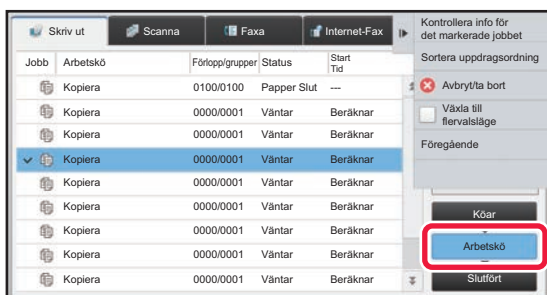 Skriv ut Scanna Faxa Internet-Fax
Jobb Arbetskö Förlopp/grupper Status Start Tid
Kopiera 0100/0100 Papper Slut ---
Kopiera 0000/0001 Väntar Beräknar
Kopiera 0000/0001 Väntar Beräknar
Kopiera 0000/0001 Väntar Beräknar
Kopiera 0000/0001 Väntar Beräknar
Kopiera 0000/0001 Väntar Beräknar
Kopiera 0000/0001 Väntar Beräknar
Kopiera 0000/0001 Väntar Beräknar
Kopiera 0000/0001 Väntar Beräknar
Kontrollera info för
det markerade jobbet
Sortera uppdragsordning
Avbryt/ta bort
Växla till
flervalsläge
Föregående
Köar
Arbetskö
Slutfört